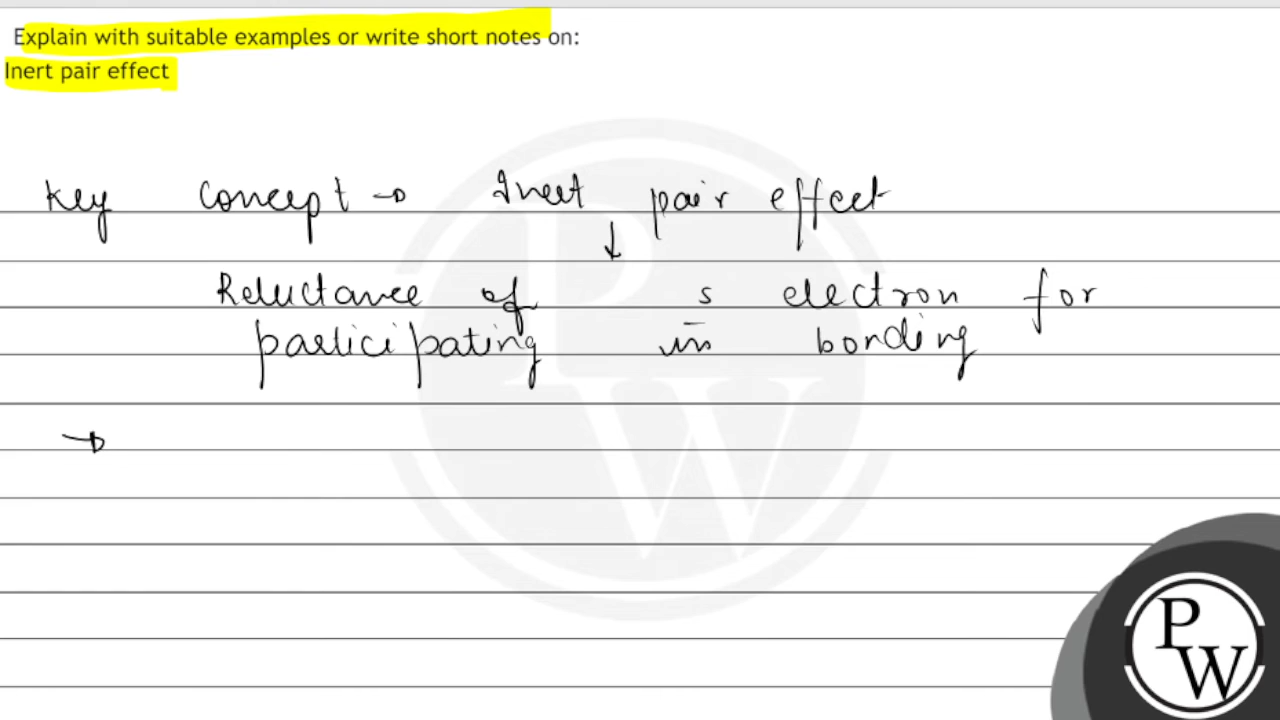 Explain with suitable examples or write short notes on:
Inert pair effect
Key concept → Inert pair effect
↓
Reluctance of s electron for
participating in bonding
→
P
W
PW